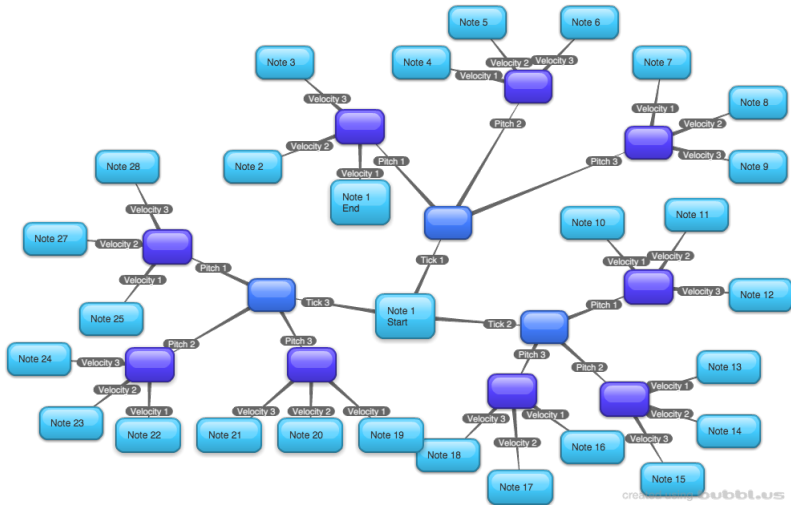 Note 5
Note 6
Note 3
Velocity 2
Velocity 3
Note 4
Velocity 1
Note 7
Velocity 3
Velocity 1
Note 8
Velocity 2
Pitch 2
Velocity 2
Velocity 3
Note 2
Pitch 1
Pitch 3
Note 9
Velocity 1
Note 28
Note 1
End
Velocity 3
Note 10
Note 11
Note 27
Velocity 2
Tick 1
Velocity 1
Velocity 2
Pitch 1
Velocity 1
Velocity 3
Note 12
Tick 3
Note 1
Start
Pitch 1
Note 25
Tick 2
Pitch 2
Pitch 3
Pitch 3
Note 24
Velocity 3
Pitch 2
Note 13
Velocity 2
Velocity 1
Note 23
Velocity 1
Velocity 3
Velocity 2
Velocity 1
Velocity 3
Velocity 1
Velocity 2
Note 14
Note 22
Note 21
Note 20
Note 19
Velocity 2
Velocity 3
Note 18
Note 16
Note 17
Note 15
created using bubbl.us